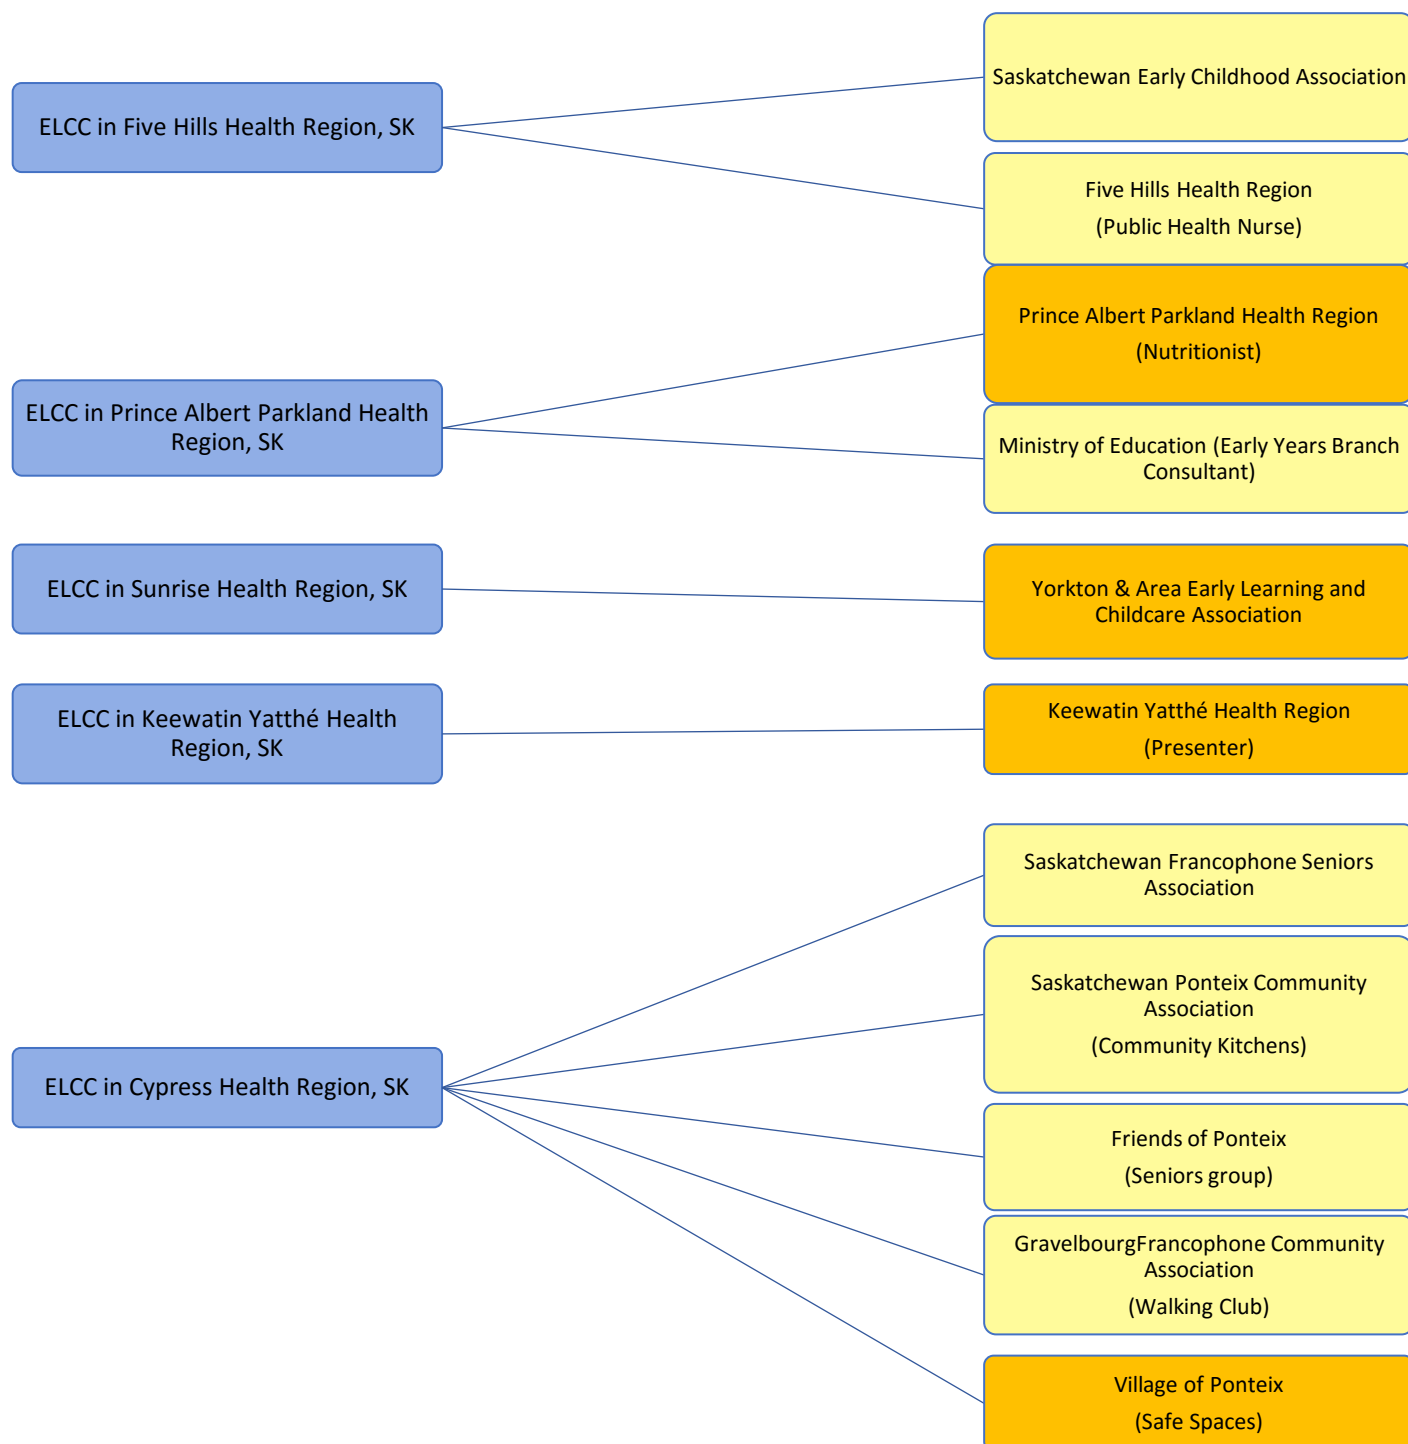 Saskatchewan Early Childhood Association
ELCC in Five Hills Health Region, SK
Five Hills Health Region
(Public Health Nurse)
Prince Albert Parkland Health Region
(Nutritionist)
ELCC in Prince Albert Parkland Health
Region, SK
Ministry of Education (Early Years Branch
Consultant)
ELCC in Sunrise Health Region, SK
Yorkton & Area Early Learning and
Childcare Association
ELCC in Keewatin Yatthé Health
Region, SK
Keewatin Yatthé Health Region
(Presenter)
Saskatchewan Francophone Seniors
Association
Saskatchewan Ponteix Community
Association
(Community Kitchens)
ELCC in Cypress Health Region, SK
Friends of Ponteix
(Seniors group)
GravelbourgFrancophone Community
Association
(Walking Club)
Village of Ponteix
(Safe Spaces)